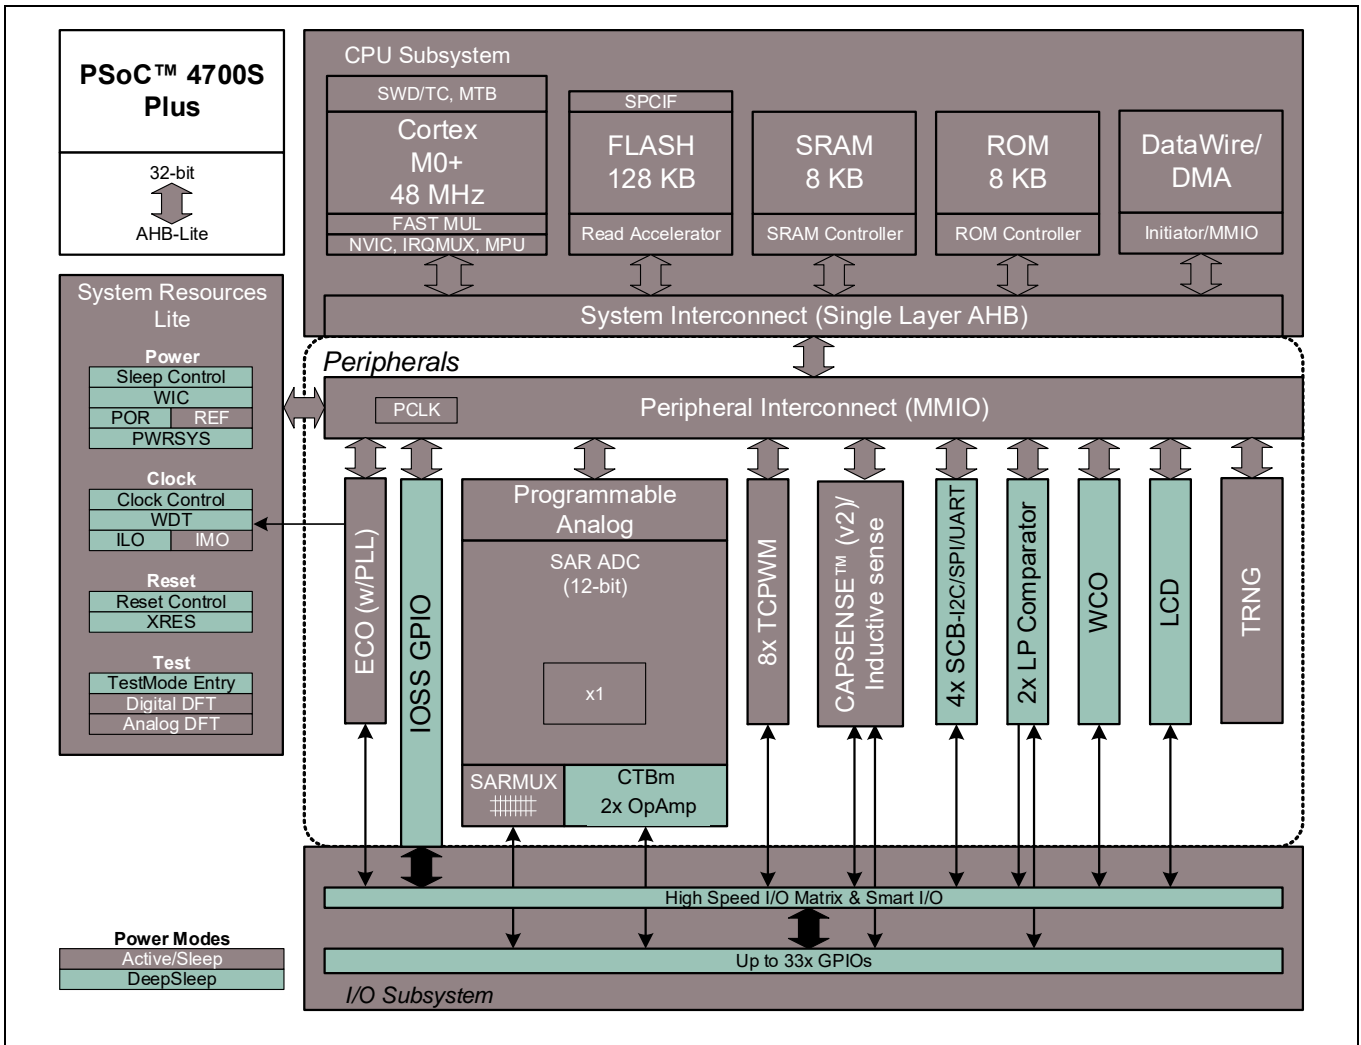 PSoC™ 4700S
Plus
32-bit
AHB-Lite
CPU Subsystem
SWD/TC, MTB
Cortex
M0+
48 MHz
FAST MUL
NVIC, IRQMUX, MPU
SPCIF
FLASH
128 KB
Read Accelerator
SRAM
8 KB
SRAM Controller
ROM
8 KB
ROM Controller
DataWire/
DMA
Initiator/MMIO
System Interconnect (Single Layer AHB)
System Resources
Lite
Power
Sleep Control
WIC
POR REF
PWRSYS
Clock
Clock Control
WDT
ILO IMO
Reset
Reset Control
XRES
Test
TestMode Entry
Digital DFT
Analog DFT
Peripherals
PCLK
Peripheral Interconnect (MMIO)
ECO (w/PLL)
IOSS GPIO
Programmable
Analog
SAR ADC
(12-bit)
x1
SARMUX
CTBm
2x OpAmp
8x TCPWM
CAPSENSE™ (v2)/
Inductive sense
4x SCB-I2C/SPI/UART
2x LP Comparator
WCO
LCD
TRNG
High Speed I/O Matrix & Smart I/O
Up to 33x GPIOs
I/O Subsystem
Power Modes
Active/Sleep
DeepSleep